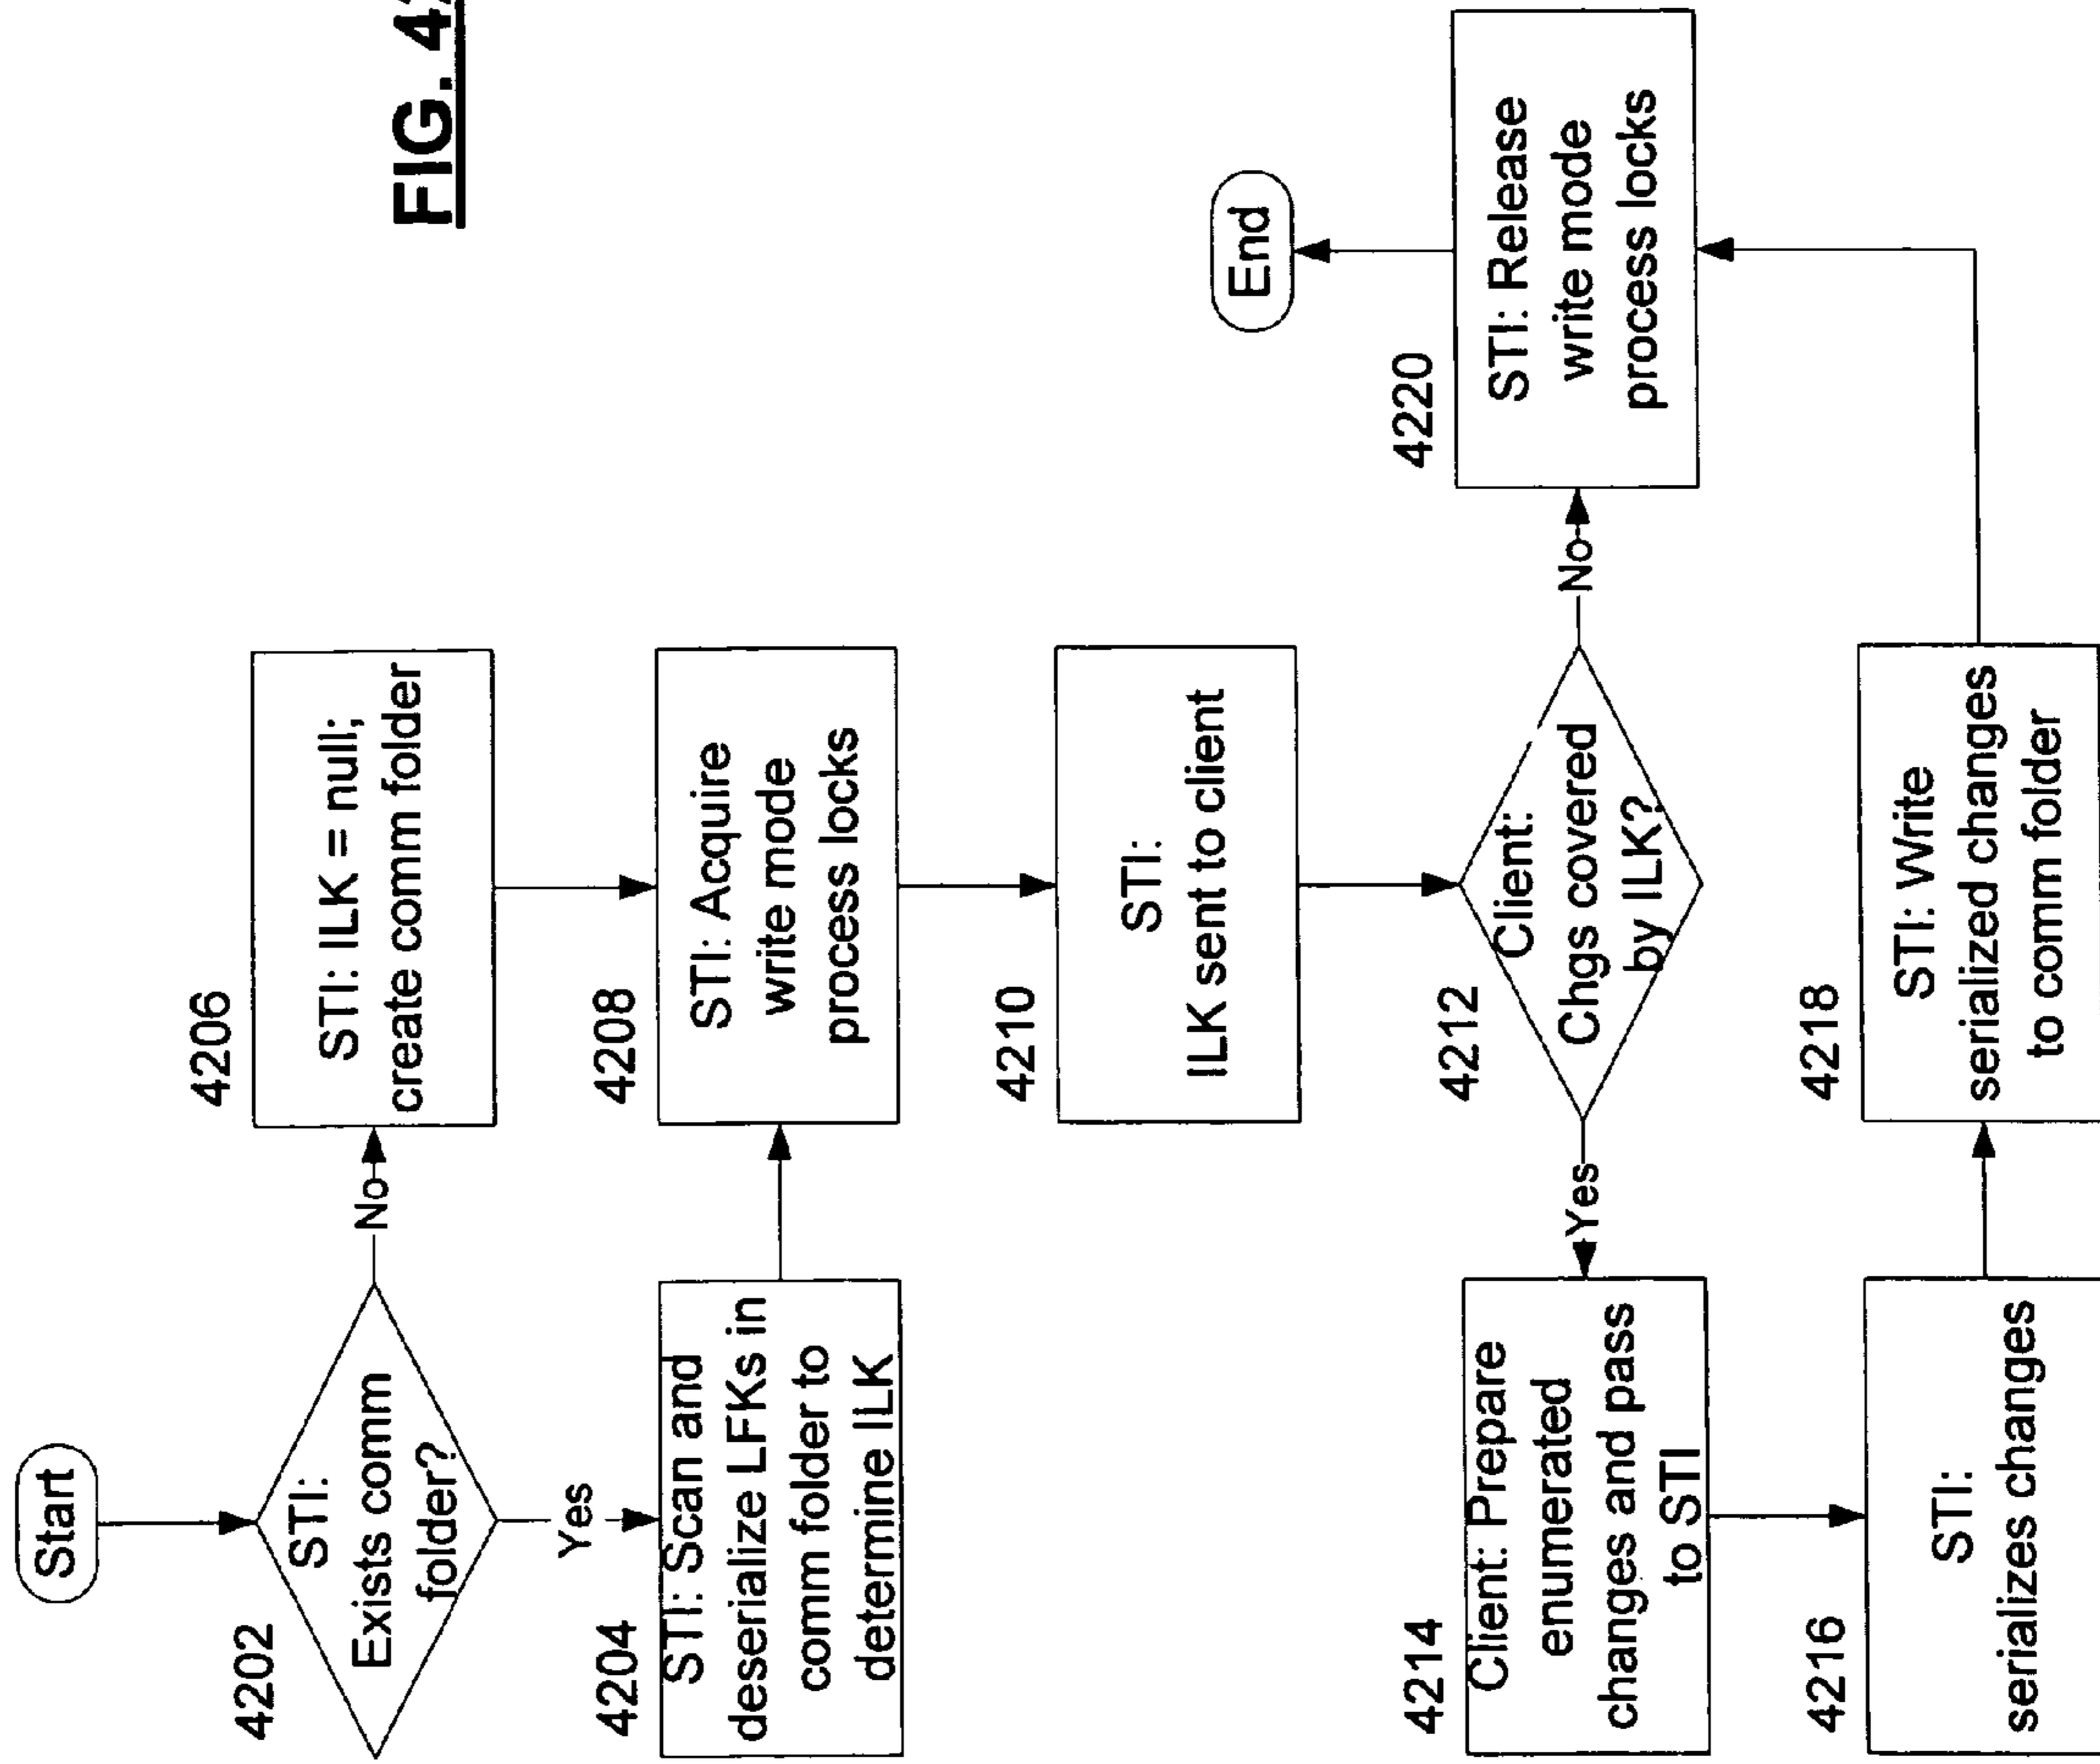 FIG. 4
Start
4202
STI:
Exists comm
folder?
No
Yes
4206
STI: ILK = null;
create comm folder
4204
STI: Scan and
deserialize LFKs in
comm folder to
determine ILK
4208
STI: Acquire
write mode
process locks
4210
STI:
ILK sent to client
4212
Client:
Chgs covered
by ILK?
Yes
No
4214
Client: Prepare
enumerated
changes and pass
to STI
4216
STI:
serializes changes
4218
STI: Write
serialized changes
to comm folder
4220
STI: Release
write mode
process locks
End